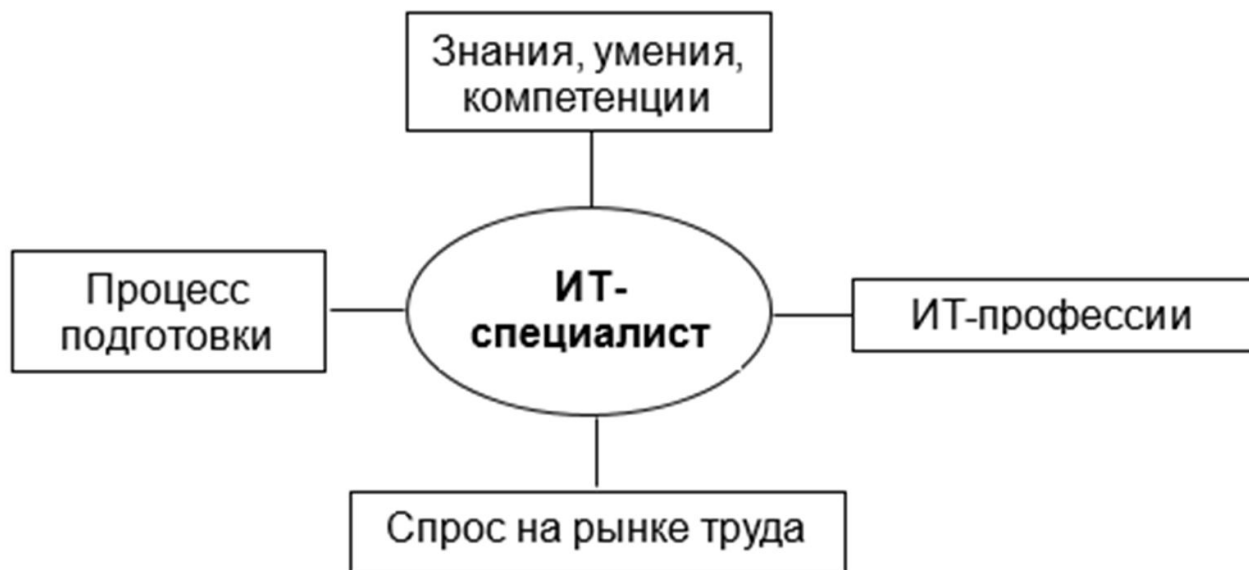 Знания, умения,
компетенции
Процесс
подготовки
ИТ-
специалист
ИТ-профессии
Спрос на рынке труда